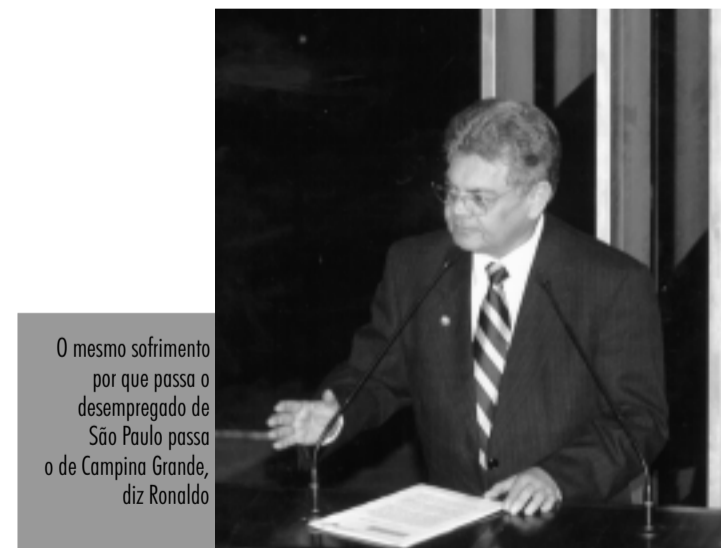 O mesmo sofrimento
por que passa o
desempregado de
São Paulo passa
o de Campina Grande,
diz Ronaldo